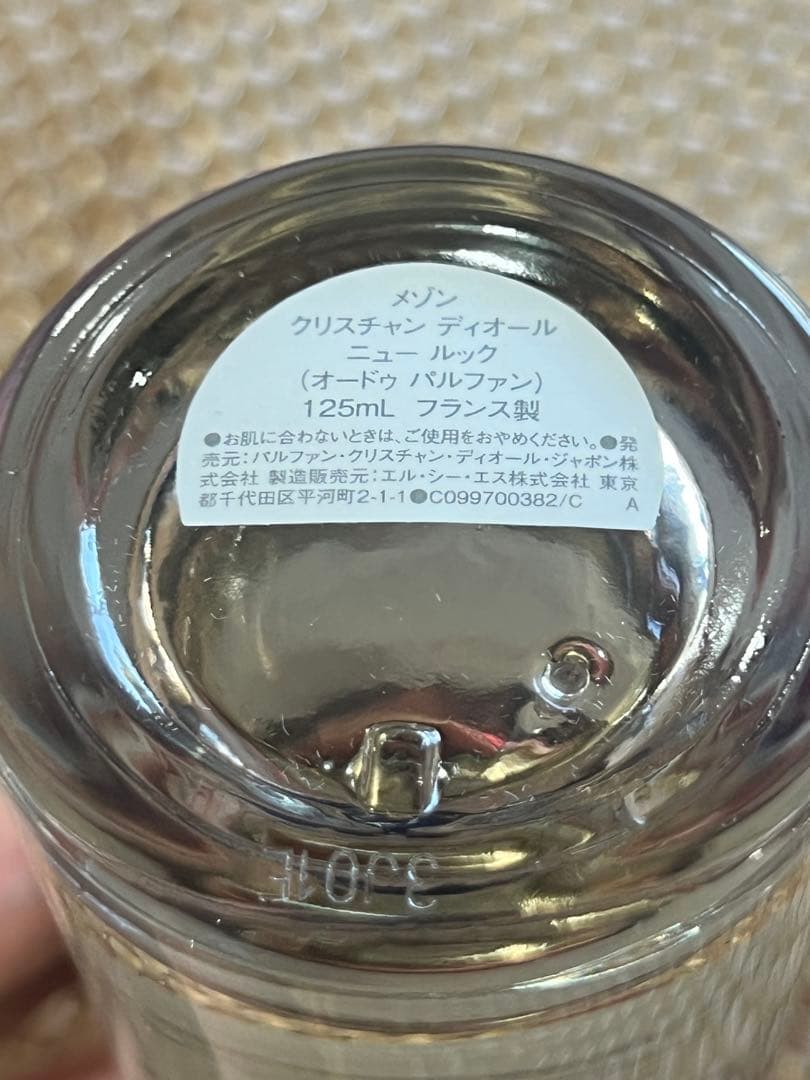 メゾン
クリスチャン ディオール
ニュー ルック
(オードゥ パルファン)
125mL フランス製
●お肌に合わないときは、ご使用をおやめください。●発
売元:パルファン・クリスチャン・ディオール・ジャポン株
式会社 製造販売元:エル・シー・エス株式会社 東京
都千代田区平河町2-1-1●C099700382/C A
3J01E